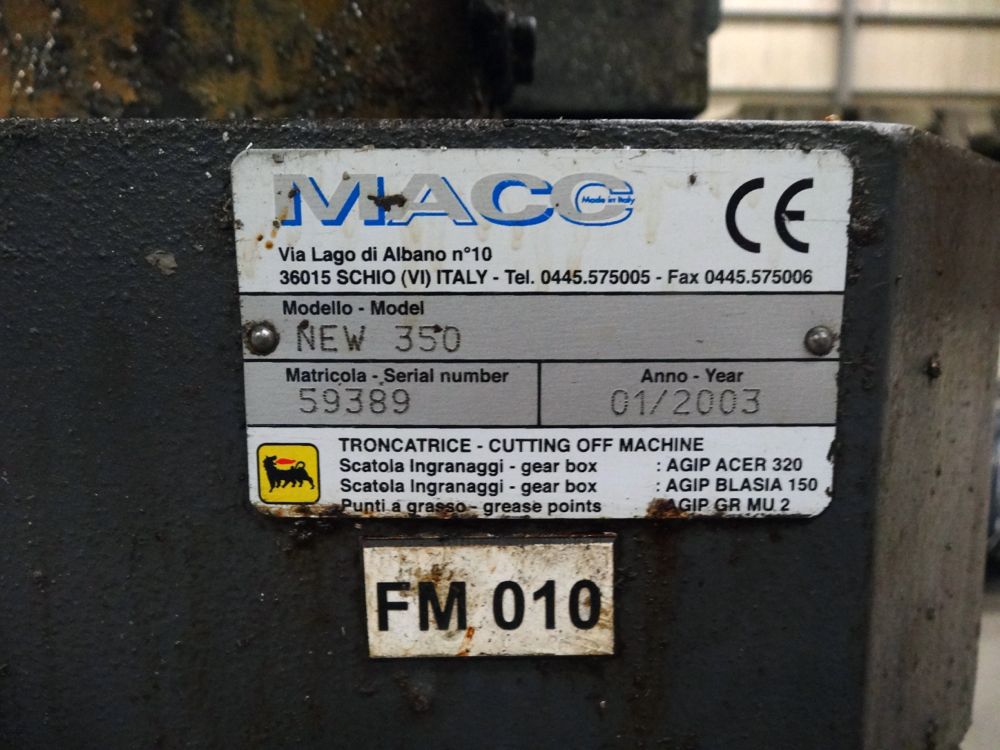 MACC Made in Italy
CE
Via Lago di Albano n°10
36015 SCHIO (VI) ITALY - Tel. 0445.575005 - Fax 0445.575006
Modello - Model
NEW 350
Matricola - Serial number
59389
Anno - Year
01/2003
TRONCATRICE - CUTTING OFF MACHINE
Scatola Ingranaggi - gear box : AGIP ACER 320
Scatola Ingranaggi - gear box : AGIP BLASIA 150
Punti a grasso - grease points : AGIP GR MU 2
FM 010